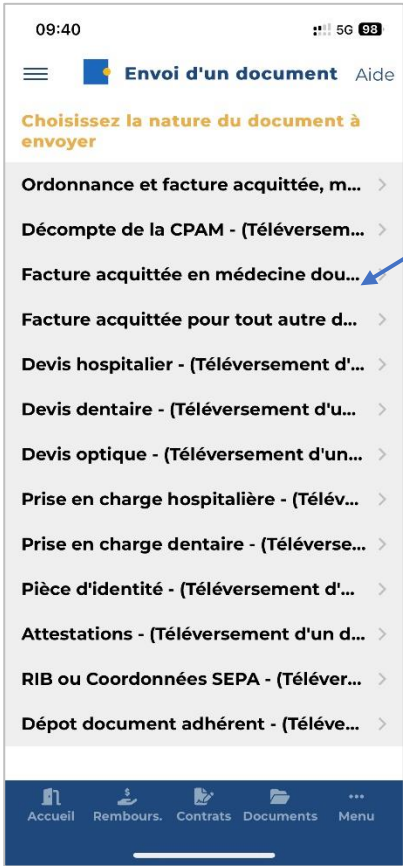 09:40 5G 98
Envoi d'un document Aide
Choisissez la nature du document à
envoyer
Ordonnance et facture acquittée, m...
Décompte de la CPAM - (Téléversem...
Facture acquittée en médecine dou...
Facture acquittée pour tout autre d...
Devis hospitalier - (Téléversement d'...
Devis dentaire - (Téléversement d'u...
Devis optique - (Téléversement d'un...
Prise en charge hospitalière - (Télév...
Prise en charge dentaire - (Téléverse...
Pièce d'identité - (Téléversement d'...
Attestations - (Téléversement d'un d...
RIB ou Coordonnées SEPA - (Téléver...
Dépot document adhérent - (Téléve...
Accueil Rembours. Contrats Documents Menu